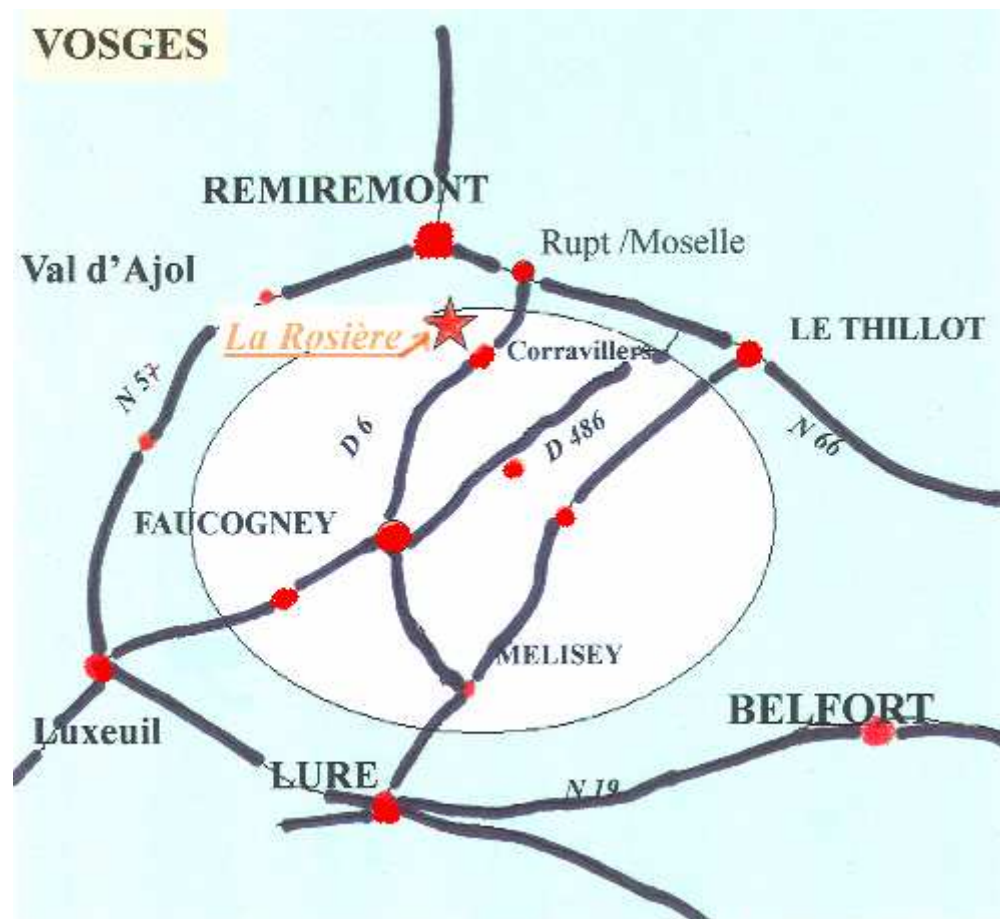 VOSGES
REMIREMONT
Rupt /Moselle
Val d’Ajol
La Rosière
LE THILLOT
Corravillers
N 57
D 6
D 486
N 66
FAUCOGNEY
MELISEY
BELFORT
Luxeuil
LURE
N 19